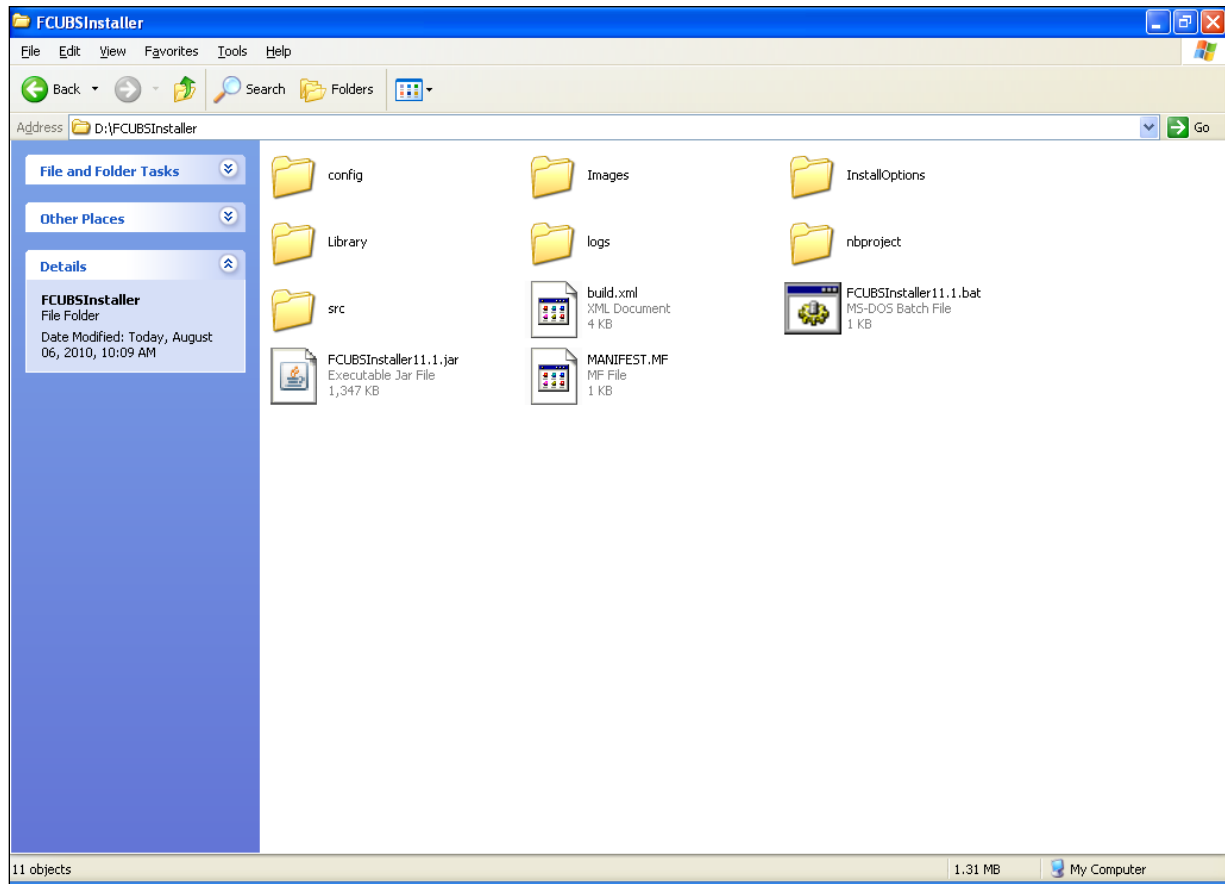 FCUBSInstaller
File Edit View Favorites Tools Help
Back Search Folders
Address D:\FCUBSInstaller Go
File and Folder Tasks
Other Places
Details
FCUBSInstaller
File Folder
Date Modified: Today, August
06, 2010, 10:09 AM
config
Images
InstallOptions
Library
logs
nbproject
src
build.xml
XML Document
4 KB
FCUBSInstaller11.1.bat
MS-DOS Batch File
1 KB
FCUBSInstaller11.1.jar
Executable Jar File
1,347 KB
MANIFEST.MF
MF File
1 KB
11 objects 1.31 MB My Computer